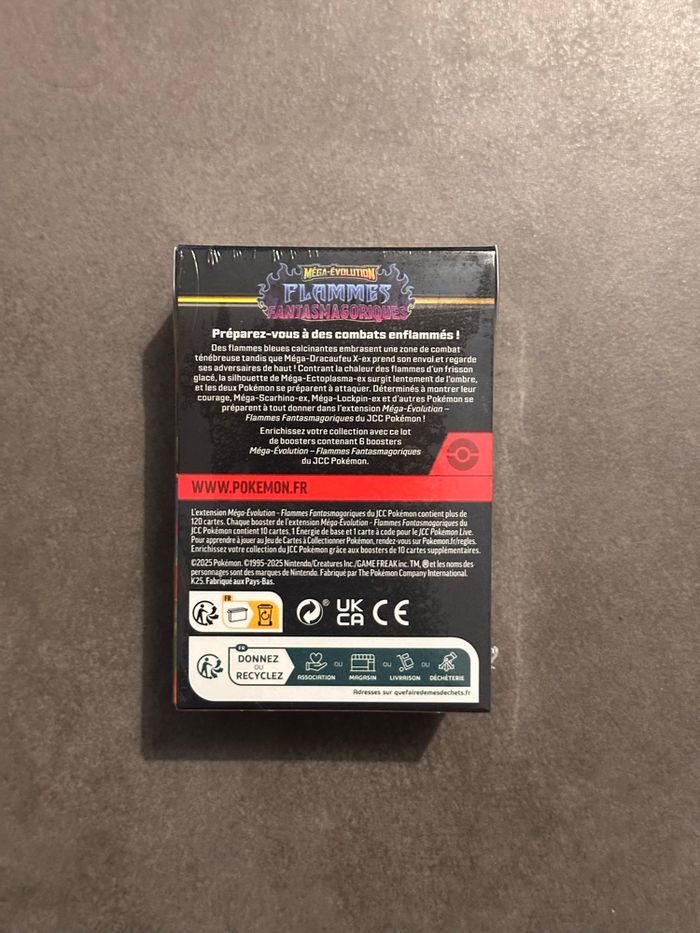 MÉGA-ÉVOLUTION
FLAMMES
FANTASMAGORIQUES
Préparez-vous à des combats enflammés !
Des flammes bleues calcinantes embrasent une zone de combat
ténébreuse tandis que Méga-Dracaufeu X-ex prend son envol et regarde
ses adversaires de haut ! Contrant la chaleur des flammes d'un frisson
glacé, la silhouette de Méga-Ectoplasma-ex surgit lentement de l'ombre,
et les deux Pokémon se préparent à attaquer. Déterminés à montrer leur
courage, Méga-Scarhino-ex, Méga-Lockpin-ex et d'autres Pokémon se
préparent à tout donner dans l'extension Méga-Évolution –
Flammes Fantasmagoriques du JCC Pokémon !
Enrichissez votre collection avec ce lot
de boosters contenant 6 boosters
Méga-Évolution – Flammes Fantasmagoriques
du JCC Pokémon.
WWW.POKEMON.FR
L'extension Méga-Évolution – Flammes Fantasmagoriques du JCC Pokémon contient plus de
120 cartes. Chaque booster de l'extension Méga-Évolution – Flammes Fantasmagoriques du
JCC Pokémon contient 10 cartes, 1 Énergie de base et 1 carte à code pour le JCC Pokémon Live.
Pour apprendre à jouer au Jeu de Cartes à Collectionner Pokémon, rendez-vous sur Pokemon.fr/regles.
Enrichissez votre collection du JCC Pokémon grâce aux boosters de 10 cartes supplémentaires.
©2025 Pokémon. ©1995-2025 Nintendo/Creatures Inc./GAME FREAK inc. TM, ® et les noms des
personnages sont des marques de Nintendo. Fabriqué par The Pokémon Company International.
K25. Fabriqué aux Pays-Bas.
FR
® UK
CA CE
FR
DONNEZ
OU
RECYCLEZ
ASSOCIATION OU MAGASIN OU LIVRAISON OU DÉCHÈTERIE
Adresses sur quefairedemesdechets.fr